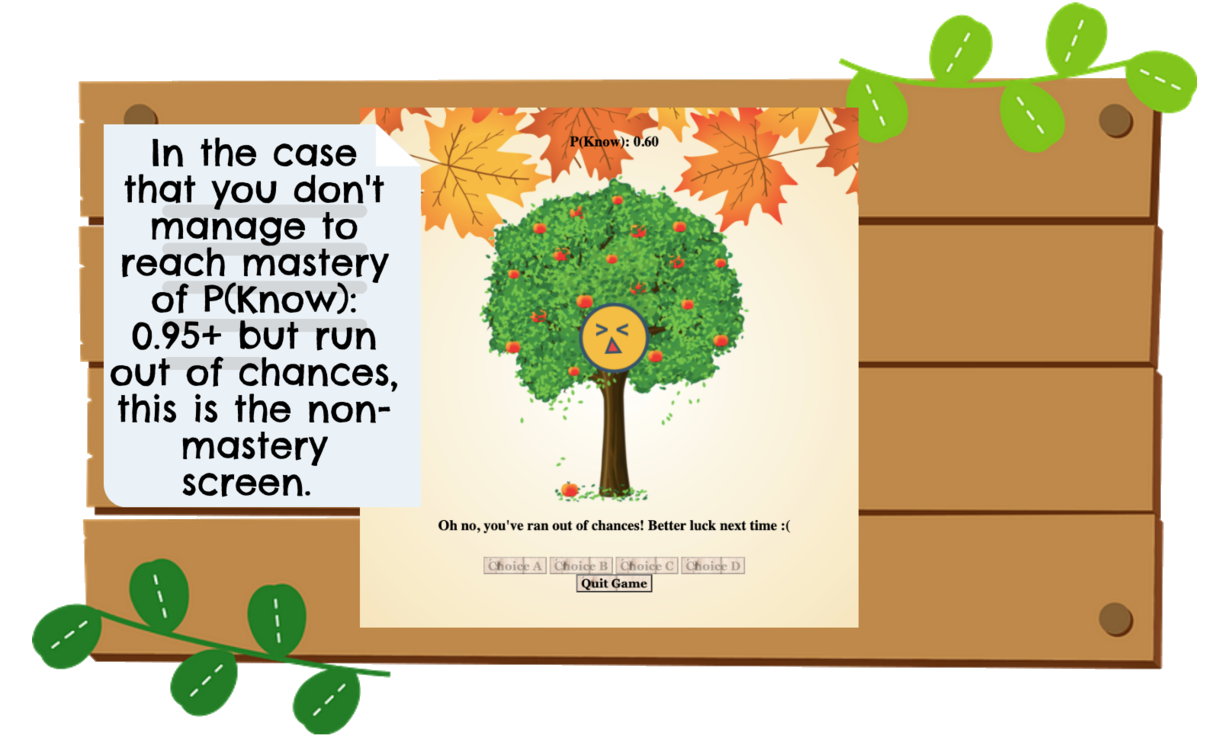 In the case
that you don't
manage to
reach mastery
of P(Know):
0.95+ but run
out of chances,
this is the non-
mastery
screen.
P(Know): 0.60
Oh no, you've ran out of chances! Better luck next time :(
Choice A Choice B Choice C Choice D
Quit Game